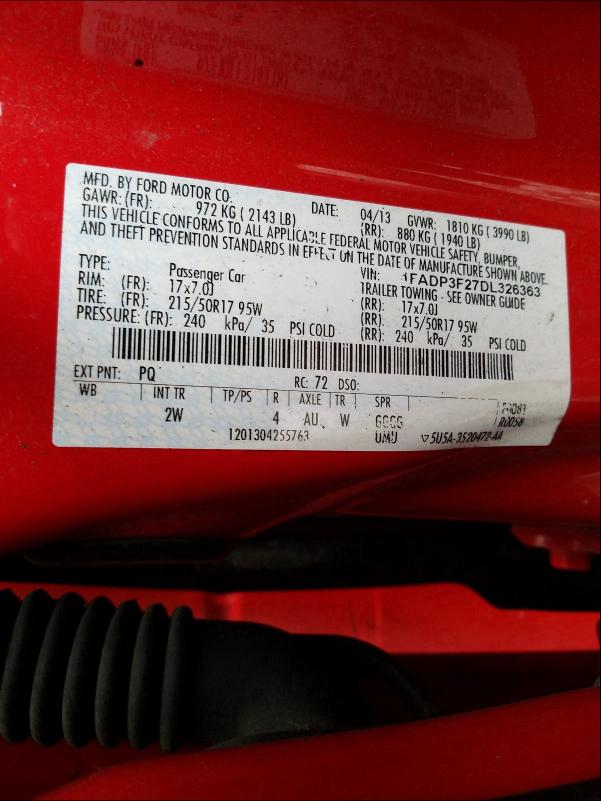 MFD. BY FORD MOTOR CO. DATE: 04/13 GVWR: 1810 KG ( 3990 LB)
GAWR: (FR): 972 KG ( 2143 LB) (RR): 880 KG ( 1940 LB)
THIS VEHICLE CONFORMS TO ALL APPLICABLE FEDERAL MOTOR VEHICLE SAFETY, BUMPER,
AND THEFT PREVENTION STANDARDS IN EFFECT ON THE DATE OF MANUFACTURE SHOWN ABOVE.
VIN: 1FADP3F27DL326363
TYPE: Passenger Car TRAILER TOWING - SEE OWNER GUIDE
RIM: (FR): 17x7.0J (RR): 17x7.0J
TIRE: (FR): 215/50R17 95W (RR): 215/50R17 95W
PRESSURE: (FR): 240 kPa/ 35 PSI COLD (RR): 240 kPa/ 35 PSI COLD
EXT PNT: PQ RC: 72 DSO:
WB INT TR TP/PS R AXLE TR SPR
2W 4 AU W GGGG
1201304255763 UMU ▽5U5A-3520472-AA